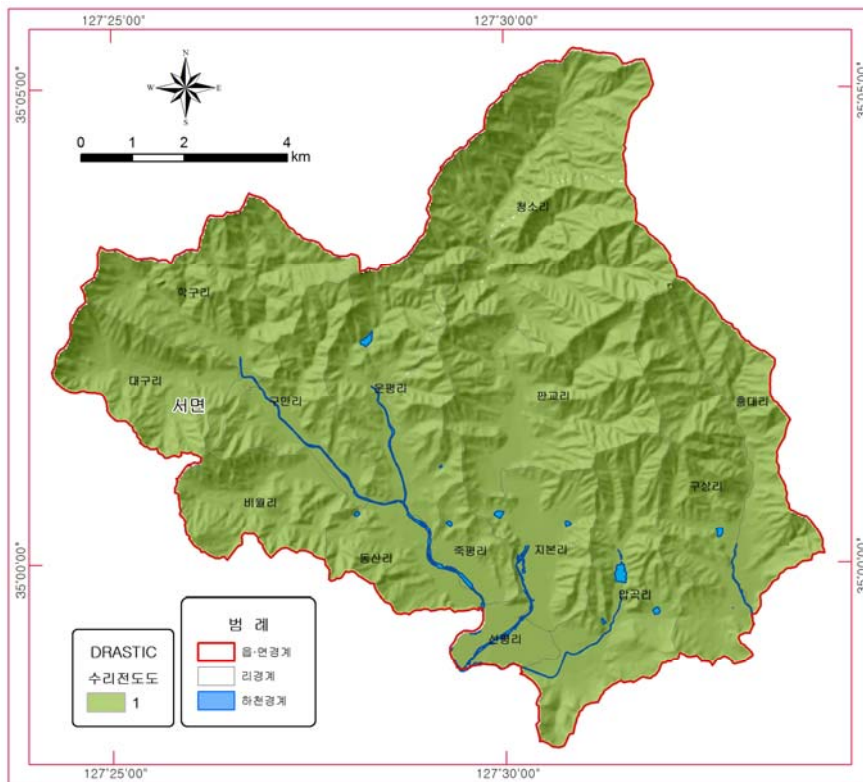 127°25'00"
127°30'00"
35°05'00"
35°05'00"
N
W E
S
0 1 2 4
km
청소리
학구리
대구리
서면
구만리
운평리
판교리
흥대리
비월리
구상리
동산리
죽평리
지본리
압곡리
선평리
35°00'00"
35°00'00"
DRASTIC
수리전도도
1
범 례
읍·면경계
리경계
하천경계
127°25'00"
127°30'00"